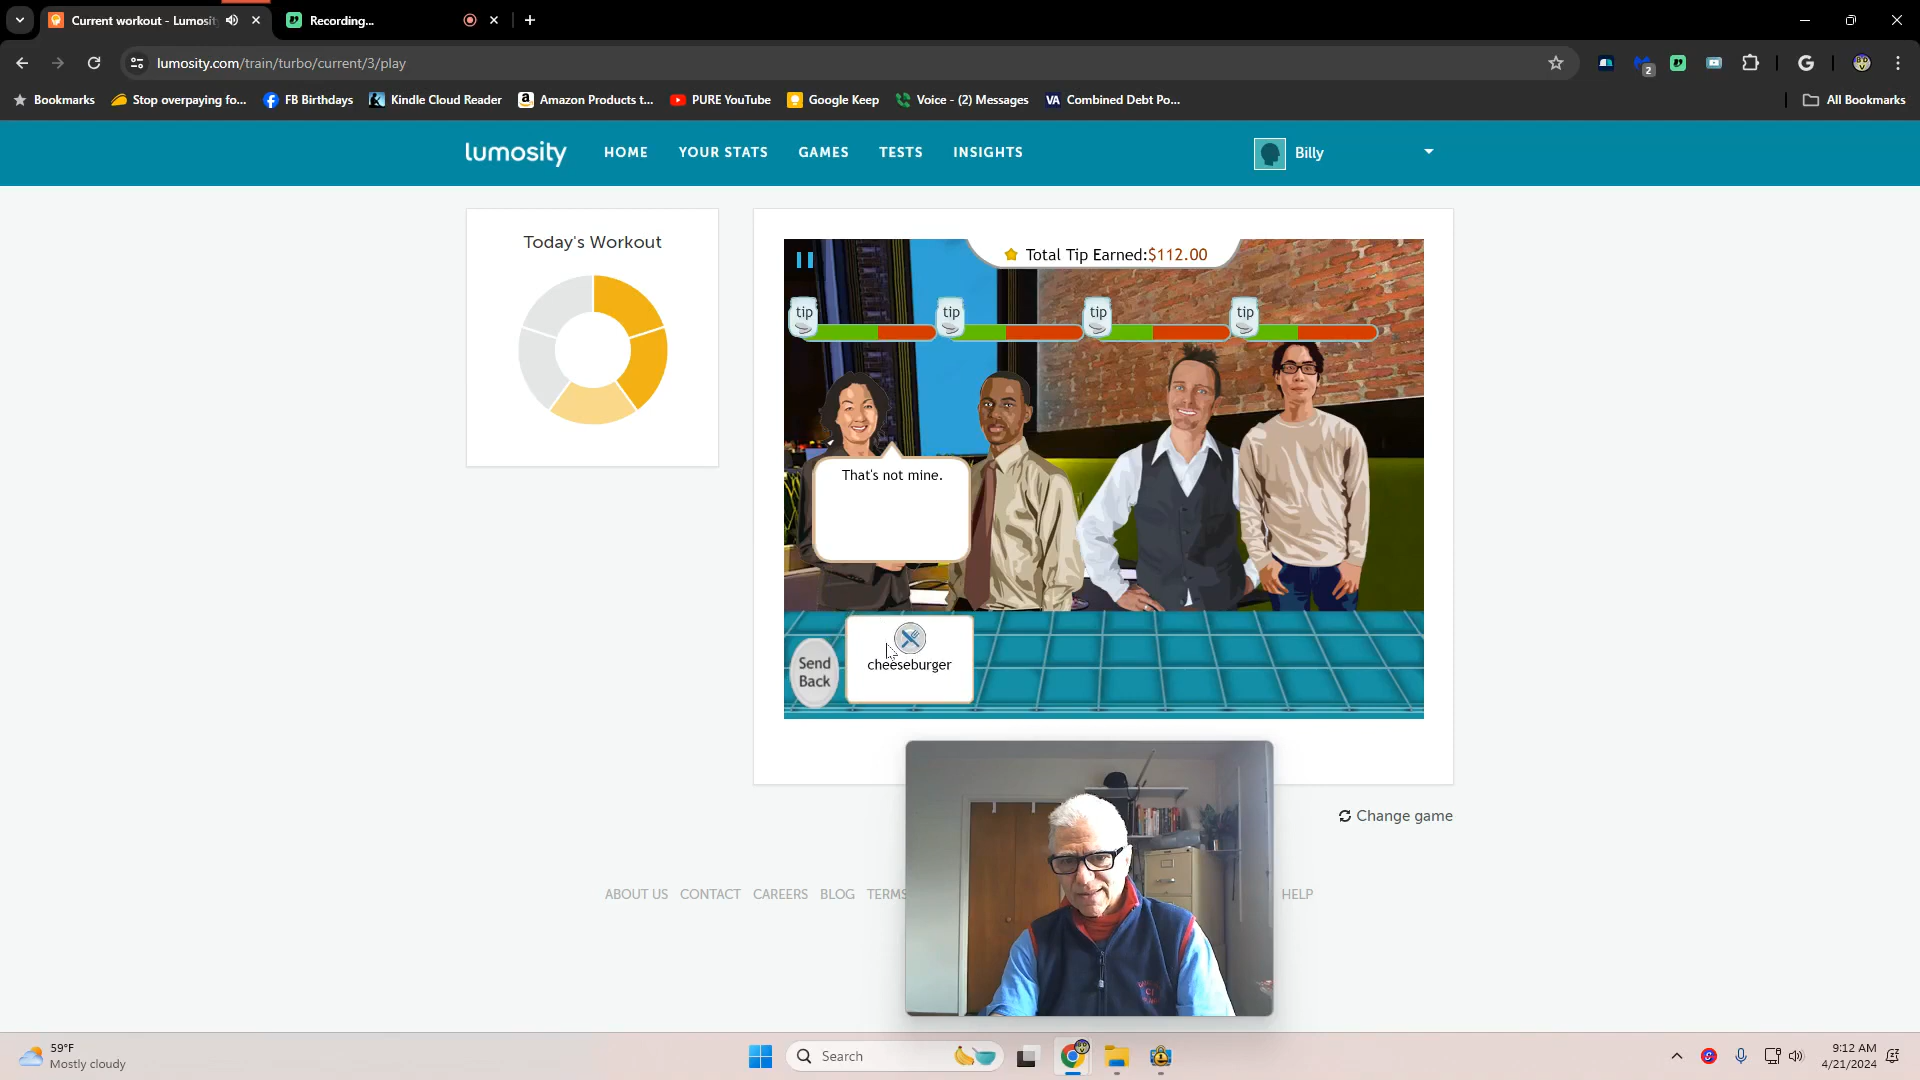 Current workout - Lumosit
Recording...
lumosity.com/train/turbo/current/3/play
2
G
Bookmarks
Stop overpaying fo...
FB Birthdays
Kindle Cloud Reader
Amazon Products t...
PURE YouTube
Google Keep
Voice - (2) Messages
VA Combined Debt Po...
All Bookmarks
lumosity
HOME
YOUR STATS
GAMES
TESTS
INSIGHTS
Billy
Today's Workout
Total Tip Earned:$112.00
tip
tip
tip
tip
That's not mine.
Send
Back
cheeseburger
Change game
ABOUT US
CONTACT
CAREERS
BLOG
TERMS
HELP
59°F
Mostly cloudy
Search
9:12 AM
4/21/2024